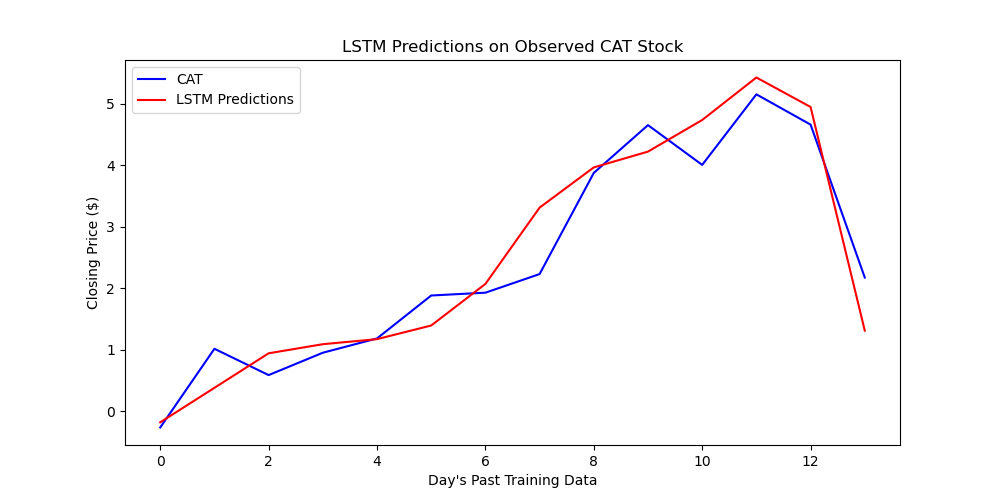 LSTM Predictions on Observed CAT Stock
CAT
LSTM Predictions
Closing Price ($)
5
4
3
2
1
0
0 2 4 6 8 10 12
Day's Past Training Data